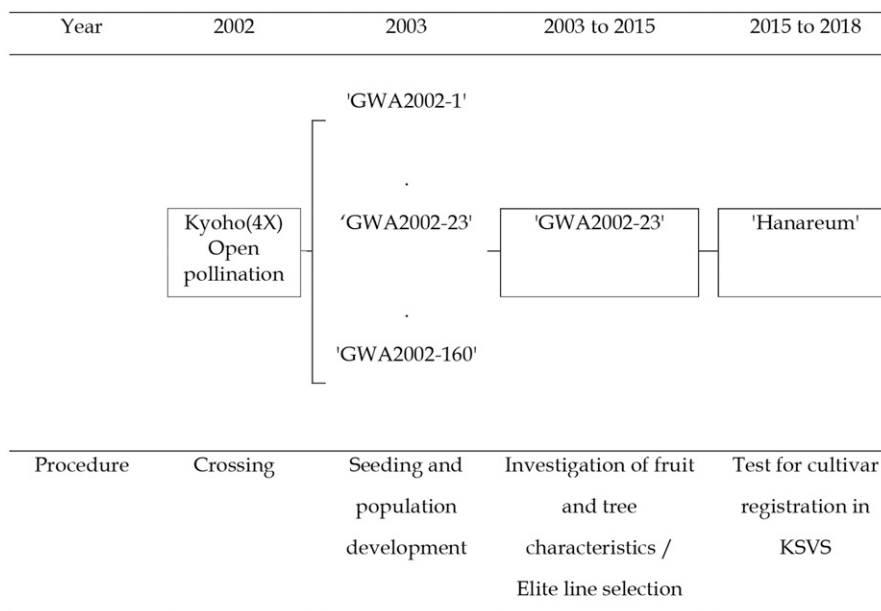 Year 2002 2003 2003 to 2015 2015 to 2018
'GWA2002-1'
.
Kyoho(4X)
Open
pollination
‘GWA2002-23' 'GWA2002-23' 'Hanareum'
.
'GWA2002-160'
Procedure Crossing Seeding and Investigation of fruit Test for cultivar
population and tree registration in
development characteristics / KSVS
Elite line selection